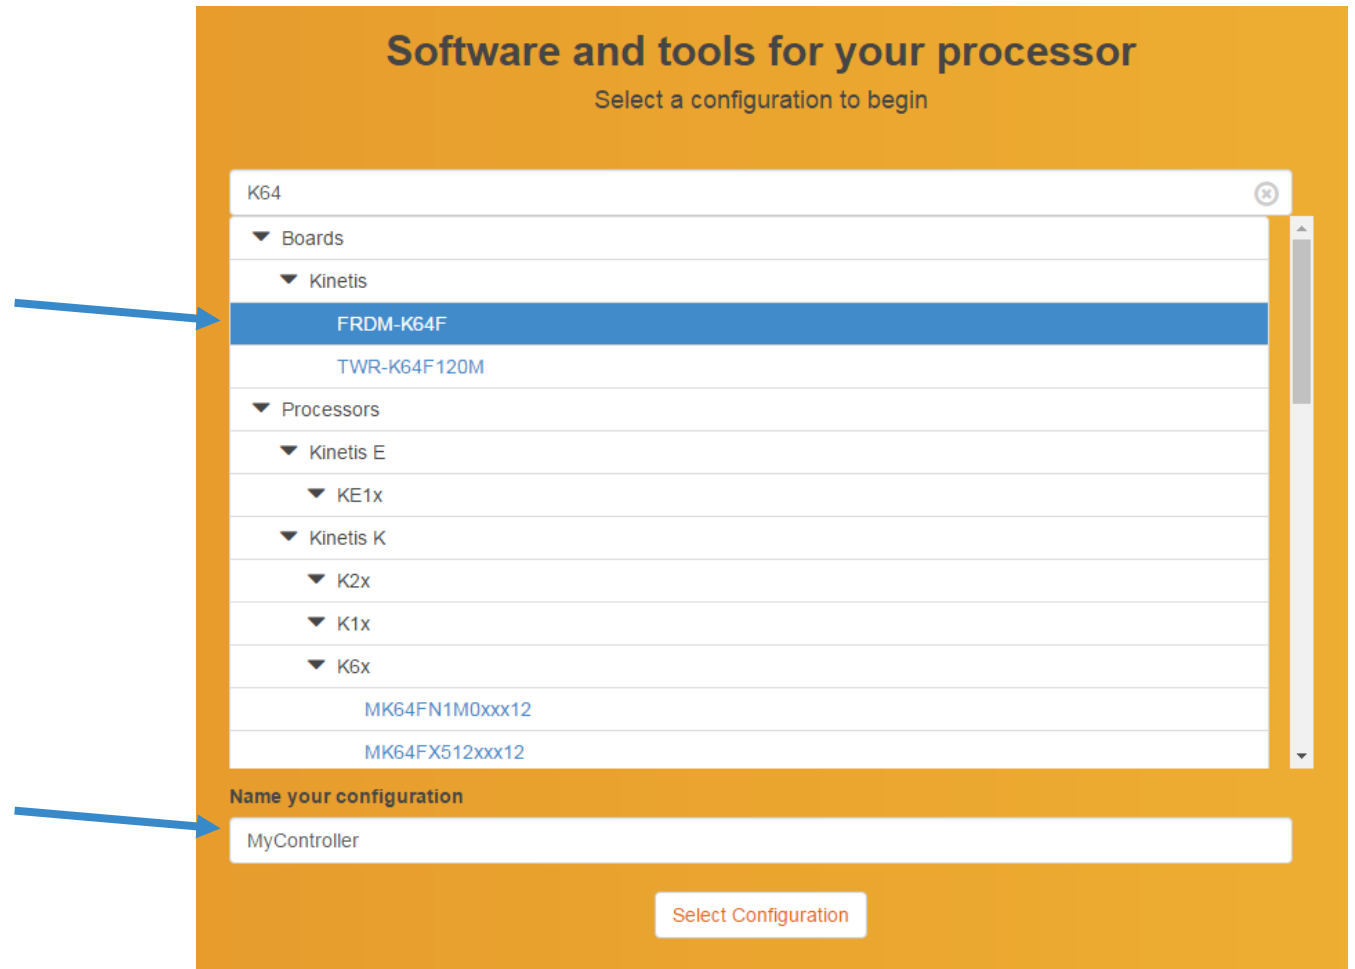 Software and tools for your processor
Select a configuration to begin
K64
Boards
Kinetis
FRDM-K64F
TWR-K64F120M
Processors
Kinetis E
KE1x
Kinetis K
K2x
K1x
K6x
MK64FN1M0xxx12
MK64FX512xxx12
Name your configuration
MyController
Select Configuration